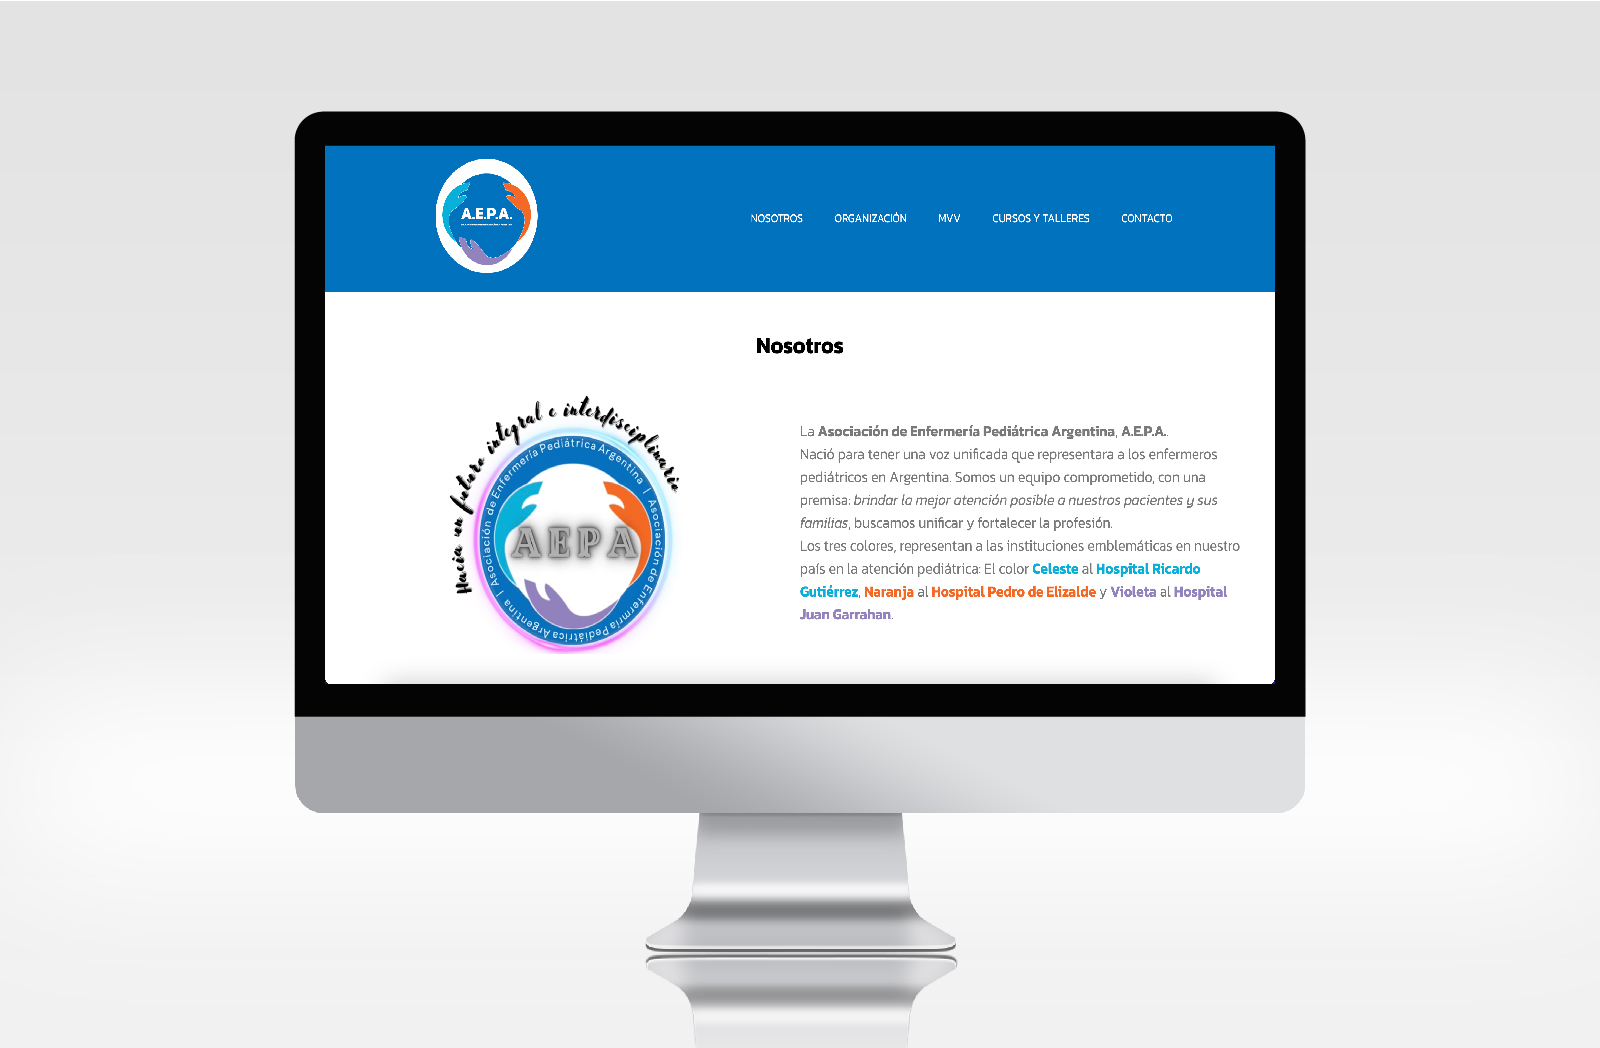 A.E.P.A.
NOSOTROS
ORGANIZACIÓN
MVV
CURSOS Y TALLERES
CONTACTO
Nosotros
Hacia un futuro integral e interdisciplinario
Asociación de Enfermería Pediátrica Argentina | Asociación de Enfermría Pediátrica Argentina |
AEPA
La Asociación de Enfermería Pediátrica Argentina, A.E.P.A..
Nació para tener una voz unificada que representara a los enfermeros
pediátricos en Argentina. Somos un equipo comprometido, con una
premisa: brindar la mejor atención posible a nuestros pacientes y sus
familias, buscamos unificar y fortalecer la profesión.
Los tres colores, representan a las instituciones emblemáticas en nuestro
país en la atención pediátrica: El color Celeste al Hospital Ricardo
Gutiérrez, Naranja al Hospital Pedro de Elizalde y Violeta al Hospital
Juan Garrahan.